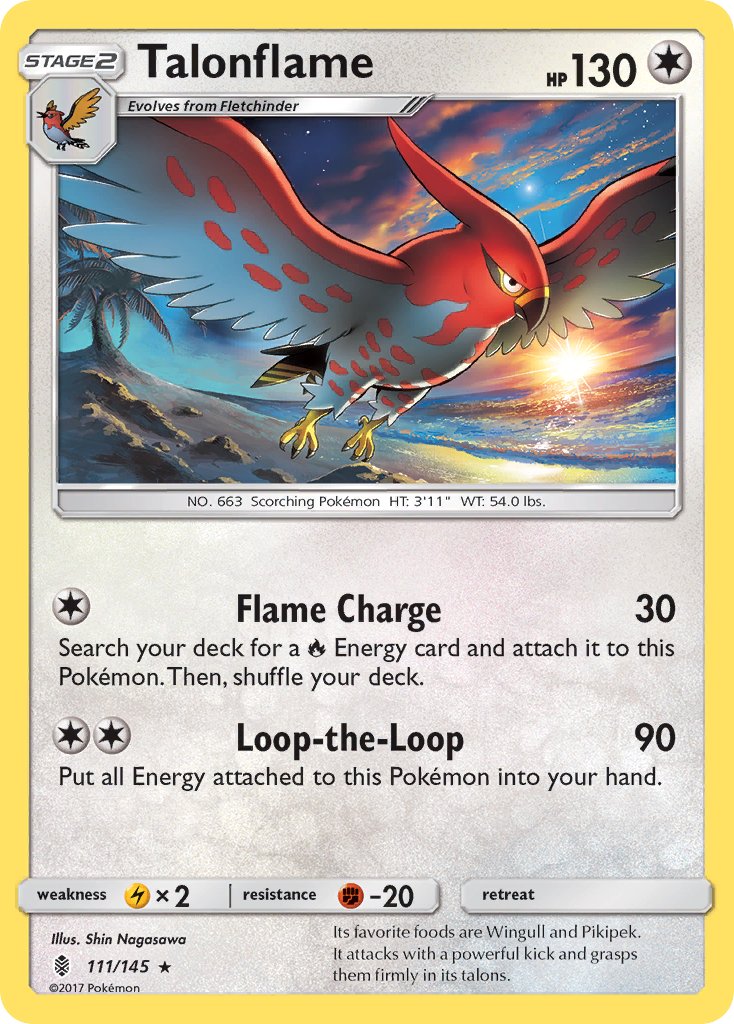 STAGE2
Talonflame
HP 130
Evolves from Fletchinder
NO. 663 Scorching Pokémon HT: 3'11" WT: 54.0 lbs.
Flame Charge 30
Search your deck for a Energy card and attach it to this
Pokémon. Then, shuffle your deck.
Loop-the-Loop 90
Put all Energy attached to this Pokémon into your hand.
weakness ×2 resistance -20 retreat
Illus. Shin Nagasawa
111/145 ★
©2017 Pokémon
Its favorite foods are Wingull and Pikipek.
It attacks with a powerful kick and grasps
them firmly in its talons.